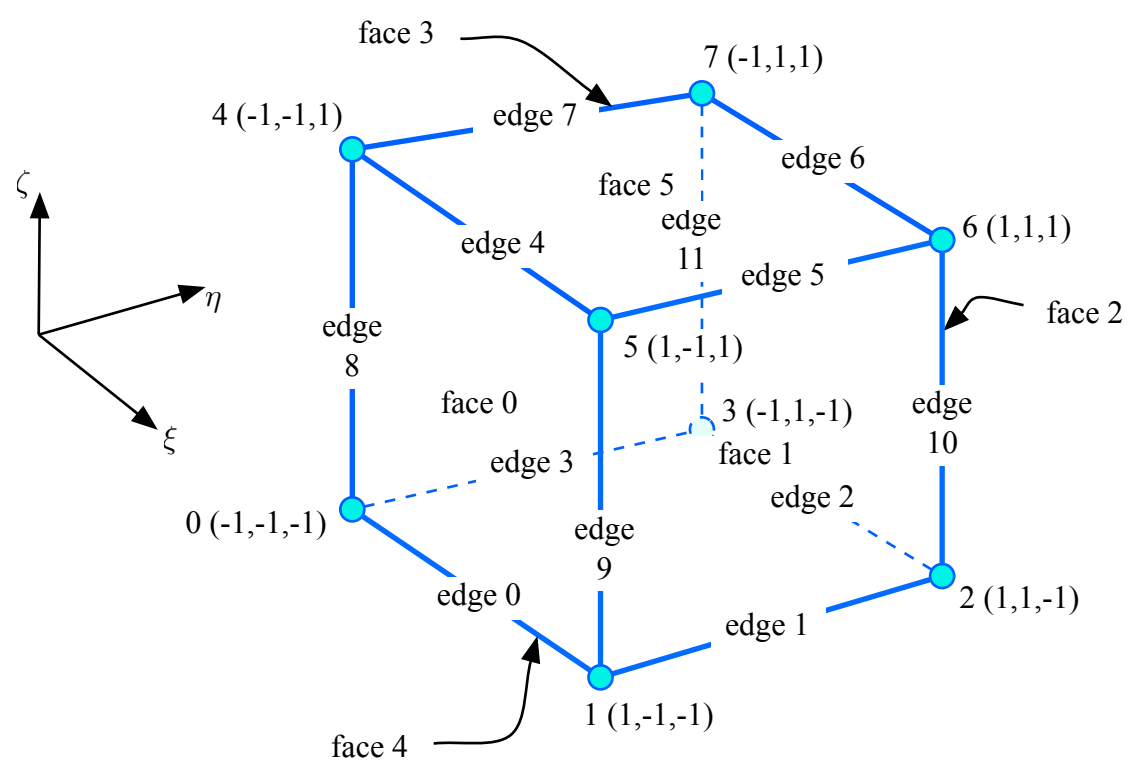 face 3
7 (-1,1,1)
4 (-1,-1,1)
edge 7
edge 6
ζ
face 5
edge
11
6 (1,1,1)
edge 4
edge 5
η
face 2
edge
8
5 (1,-1,1)
face 0
3 (-1,1,-1)
edge
10
ξ
edge 3
face 1
edge 2
0 (-1,-1,-1)
edge
9
edge 0
2 (1,1,-1)
edge 1
1 (1,-1,-1)
face 4